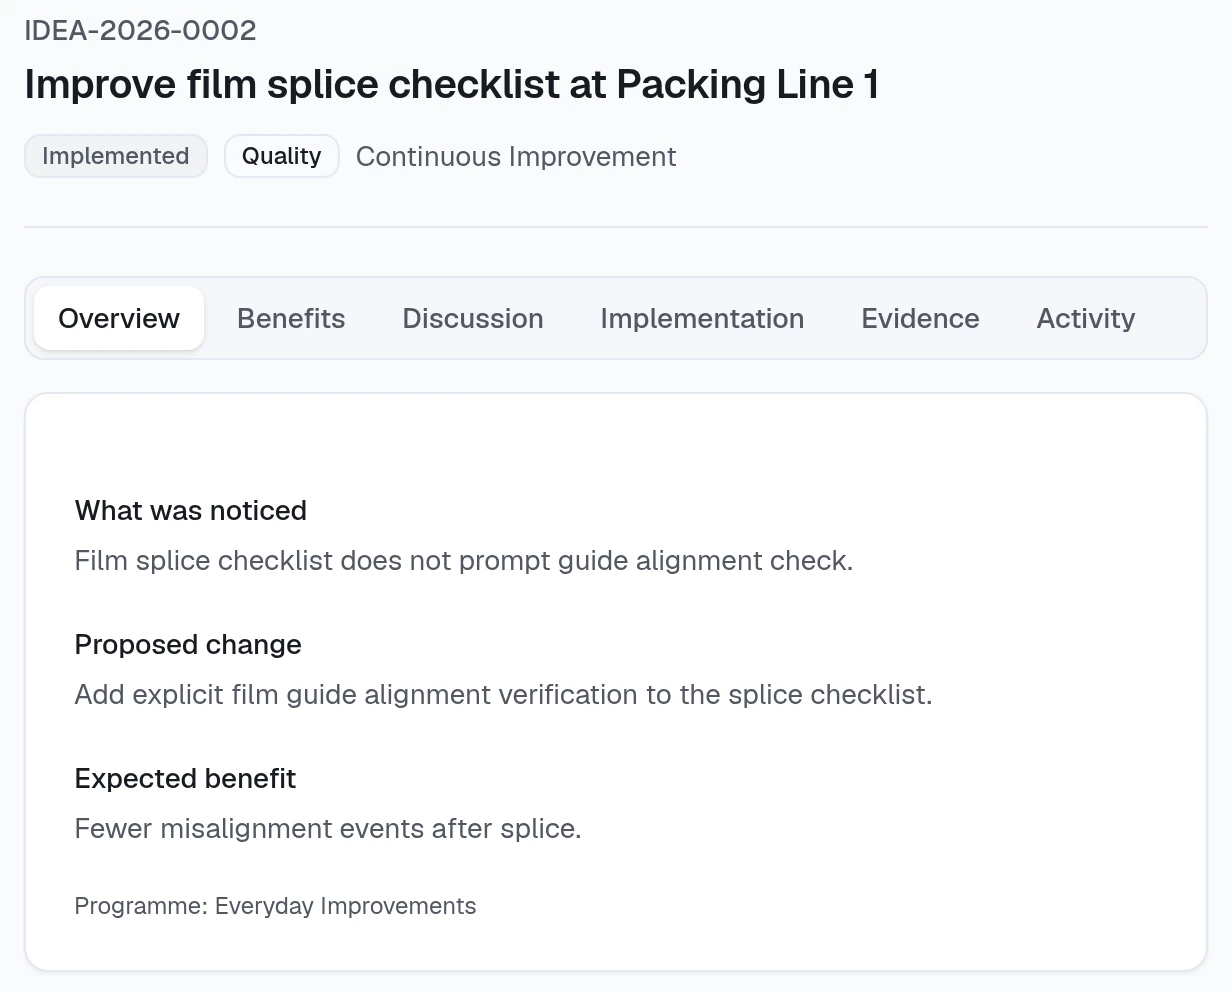 IDEA-2026-0002
Improve film splice checklist at Packing Line 1
Implemented Quality Continuous Improvement
Overview Benefits Discussion Implementation Evidence Activity
What was noticed
Film splice checklist does not prompt guide alignment check.
Proposed change
Add explicit film guide alignment verification to the splice checklist.
Expected benefit
Fewer misalignment events after splice.
Programme: Everyday Improvements